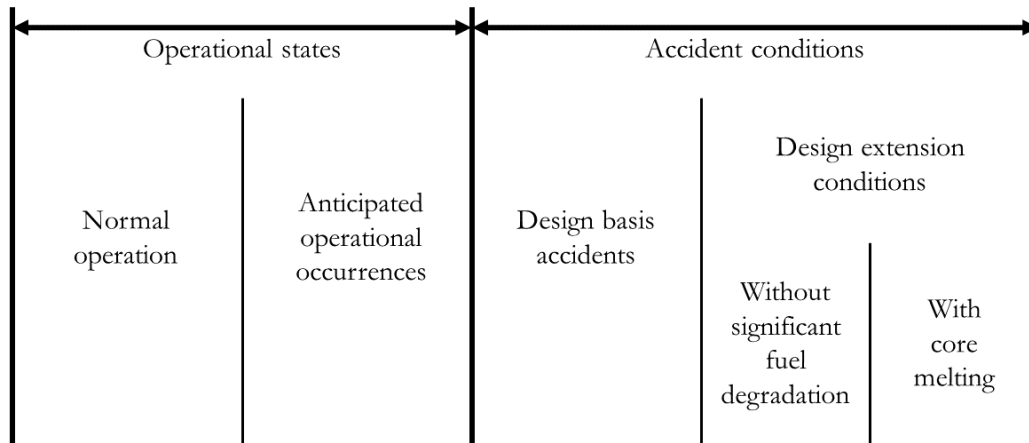 Operational states
Accident conditions
Normal
operation
Anticipated
operational
occurrences
Design basis
accidents
Design extension
conditions
Without
significant
fuel
degradation
With
core
melting